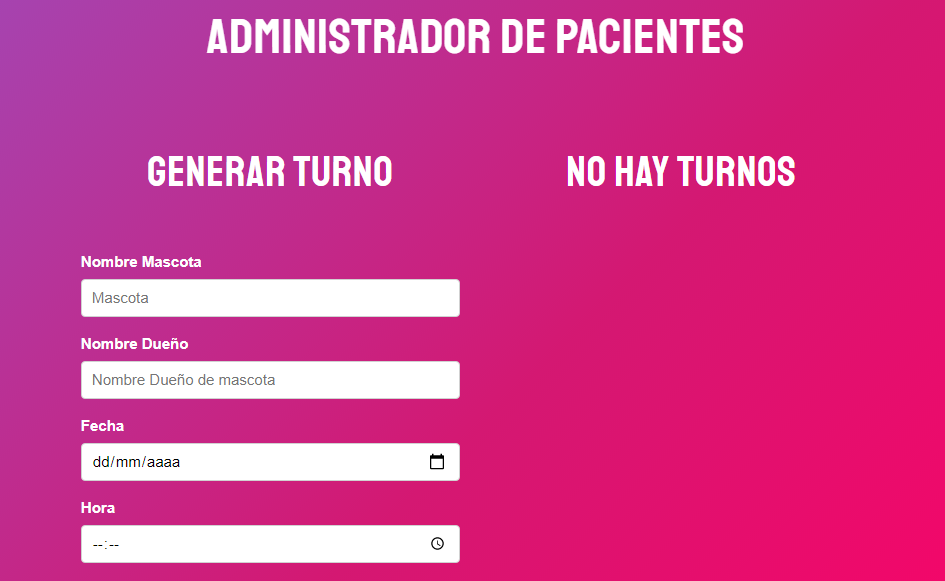 ADMINISTRADOR DE PACIENTES
GENERAR TURNO
NO HAY TURNOS
Nombre Mascota
Mascota
Nombre Dueño
Nombre Dueño de mascota
Fecha
dd/mm/aaaa
Hora
--:--